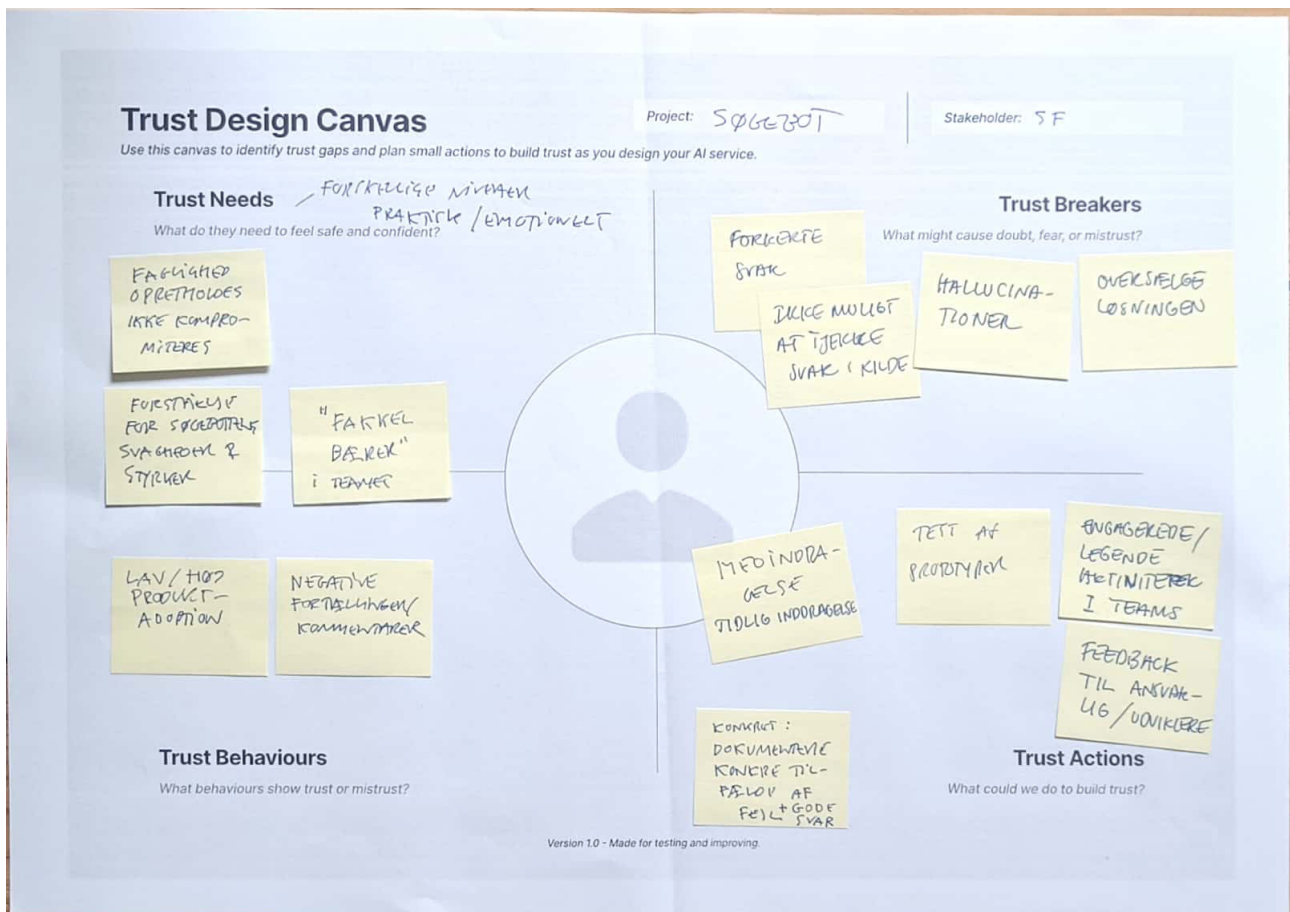 Trust Design Canvas
Use this canvas to identify trust gaps and plan small actions to build trust as you design your AI service.
Project: SØGEBOT
Stakeholder: SF
Trust Needs
FORSKELLIGE NIVEAER
PRAKTISK / EMOTIONELT
What do they need to feel safe and confident?
FAGLIGHED
OPRETHOLDES
IKKE KOMPRO-
MITERES
FORSTÅELSE
FOR SØGEBOTTENS
SVAGHEDER &
STYRKER
"FAKKEL
BÆRER"
i TEAMET
Trust Breakers
What might cause doubt, fear, or mistrust?
FORKERTE
SVAR
IKKE MULIGT
AT TJEKKE
SVAR I KILDE
HALLUCINA-
TIONER
OVERSÆLGE
LØSNINGEN
LAV / HØJ
PRODUCT-
ADOPTION
NEGATIVE
FORTÆLLINGER/
KOMMENTARER
Trust Behaviours
What behaviours show trust or mistrust?
MEDINDRA-
GELSE
TIDLIG INDDRAGELSE
TEST AF
PROTOTYPER
ENGAGEREDE/
LEGENDE
AKTIVITETER
I TEAMS
FEEDBACK
TIL ANSVAR-
LIG/UDVIKLERE
KONKRET:
DOKUMENTERE
KONKRE TIL-
AF
FEJL + GODE
SVAR
Trust Actions
What could we do to build trust?
Version 1.0 - Made for testing and improving.